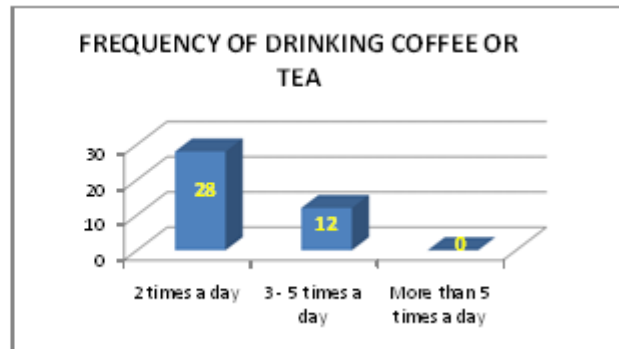 FREQUENCY OF DRINKING COFFEE OR
TEA
30
20
10
0
28
12
0
2 times a day
3 - 5 times a
day
More than 5
times a day